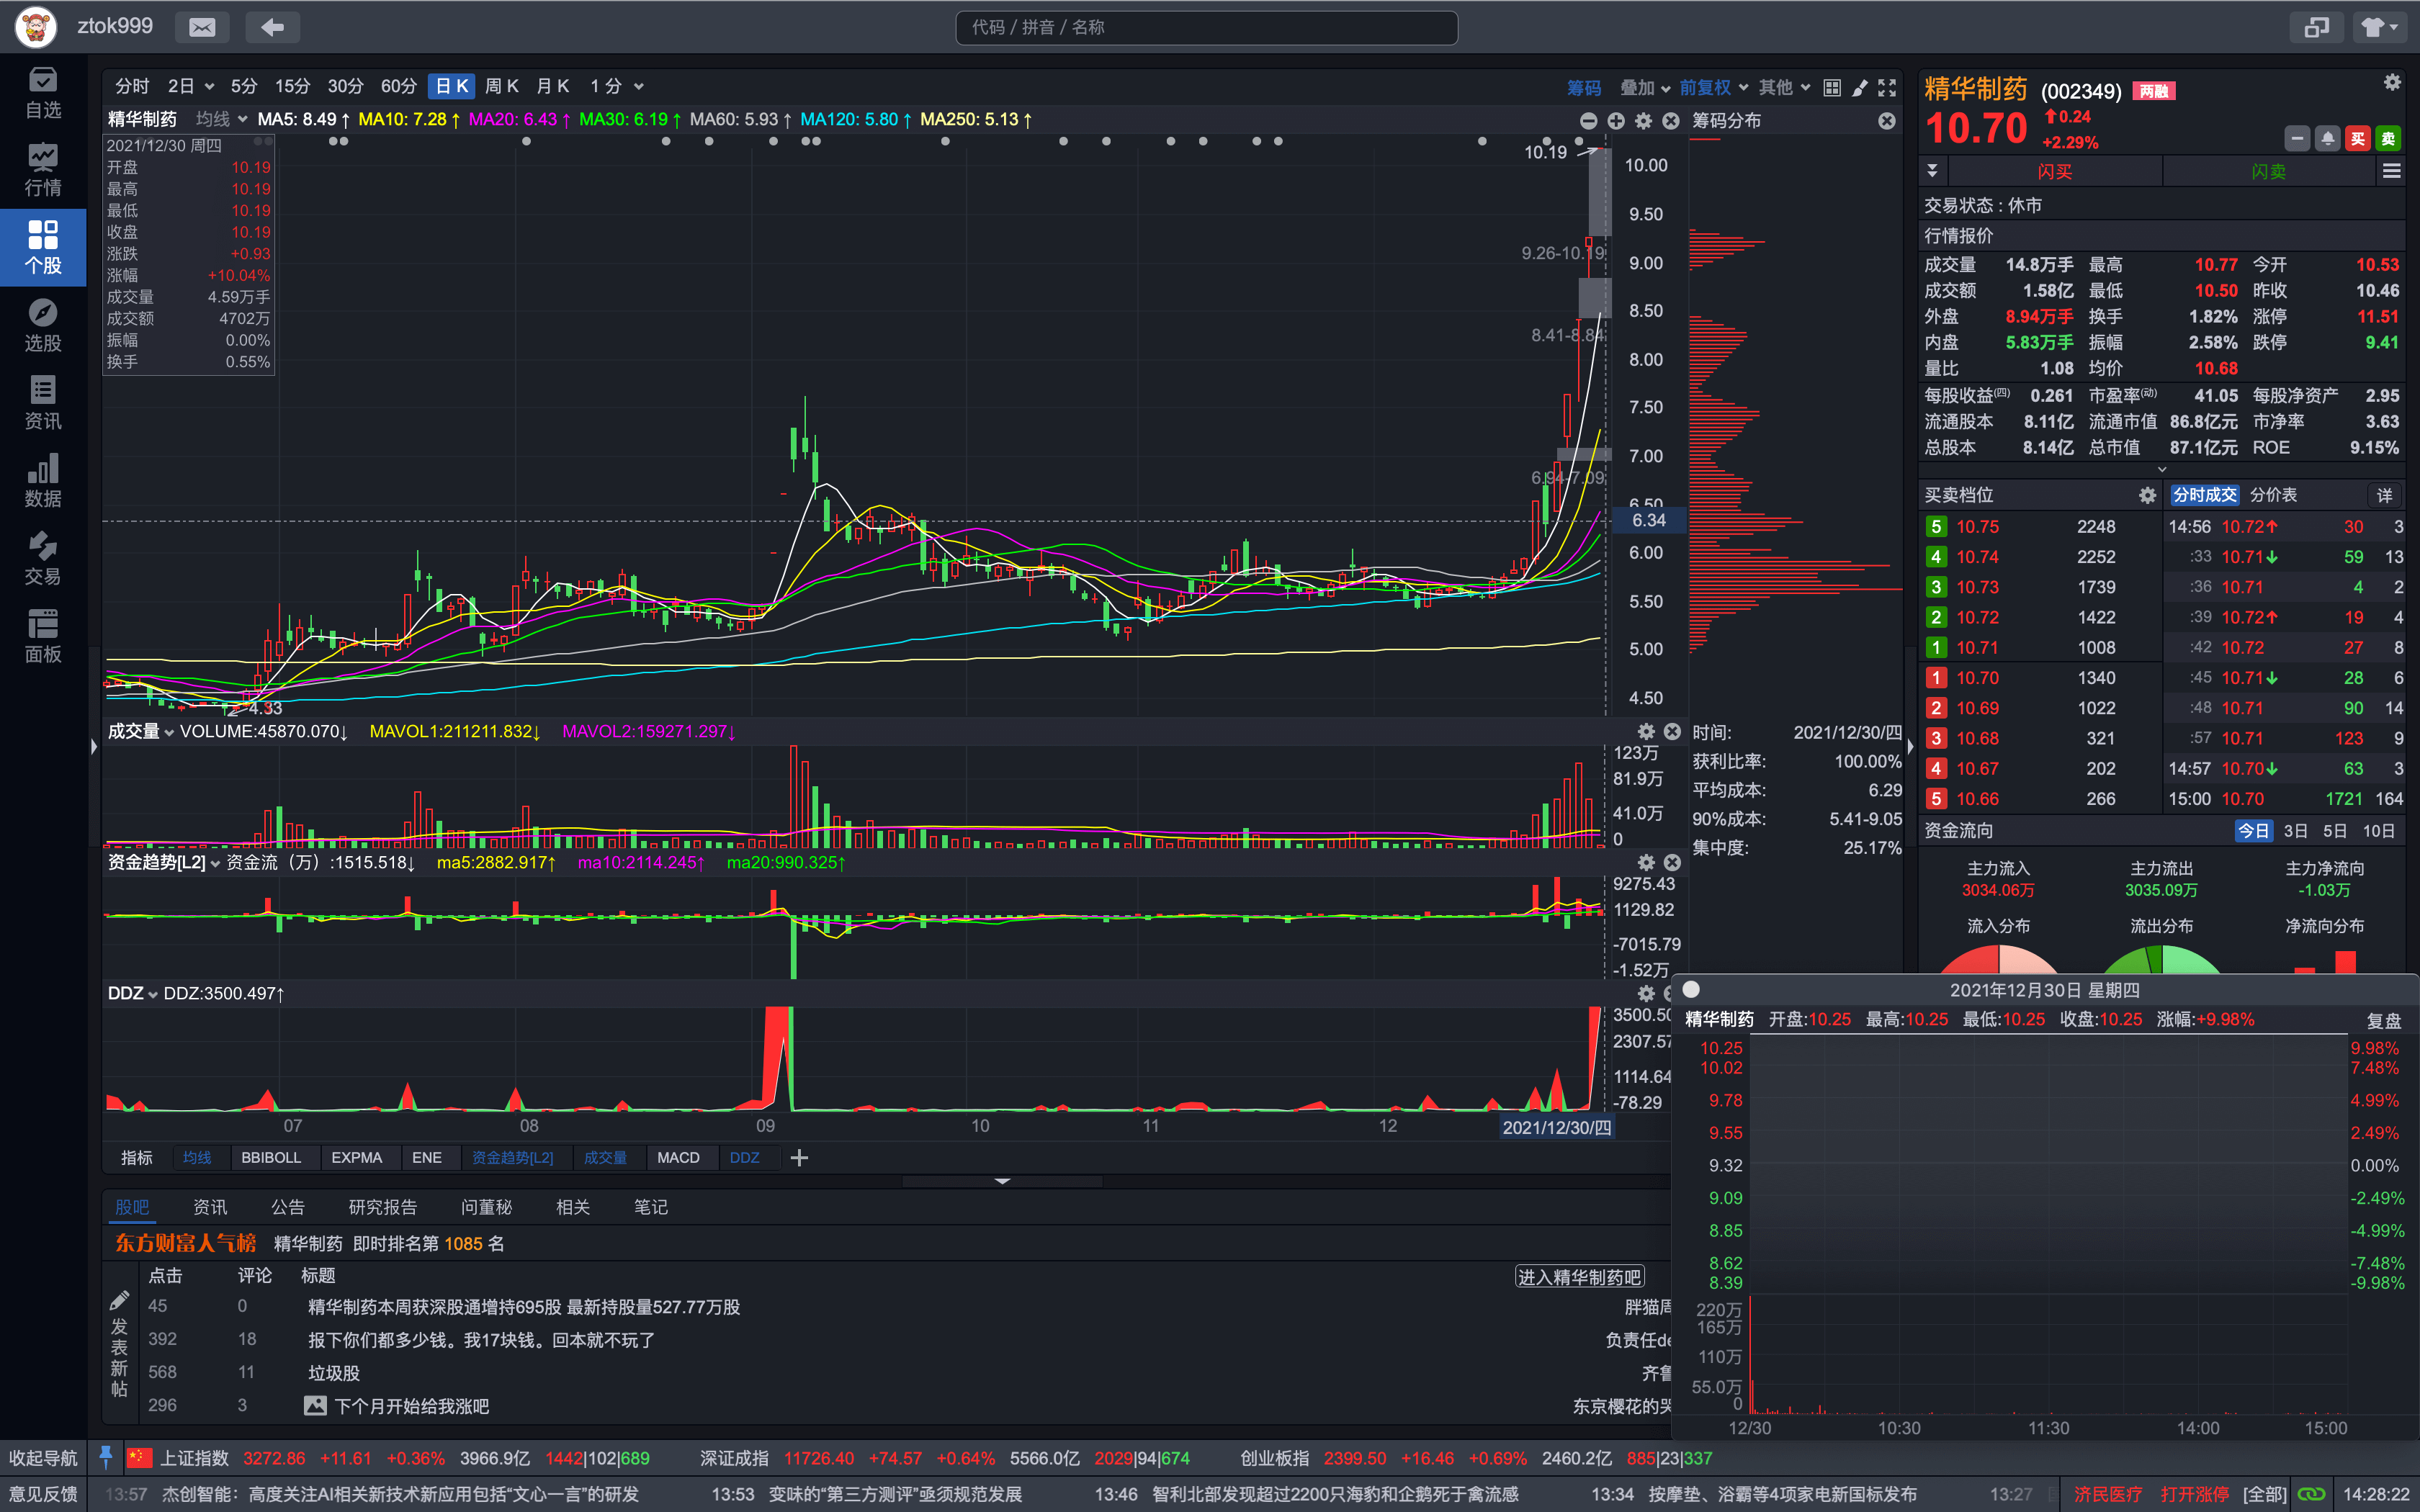 ztok999
代码 / 拼音 / 名称
自选
行情
个股
选股
资讯
数据
交易
面板
分时 2日 5分 15分 30分 60分 日K 周K 月K 1分 筹码 叠加 前复权 其他
精华制药 均线 MA5: 8.49↑ MA10: 7.28↑ MA20: 6.43↑ MA30: 6.19↑ MA60: 5.93↑ MA120: 5.80↑ MA250: 5.13↑
2021/12/30 周四
开盘 10.19
最高 10.19
最低 10.19
收盘 10.19
涨跌 +0.93
涨幅 +10.04%
成交量 4.59万手
成交额 4702万
振幅 0.00%
换手 0.55%
10.19
9.26-10.19
8.41-8.84
6.94-7.09
4.33
10.00
9.50
9.00
8.50
8.00
7.50
7.00
6.50
6.34
6.00
5.50
5.00
4.50
筹码分布
时间: 2021/12/30/四
获利比率: 100.00%
平均成本: 6.29
90%成本: 5.41-9.05
集中度: 25.17%
成交量 VOLUME:45870.070↓ MAVOL1:211211.832↓ MAVOL2:159271.297↓
123万
81.9万
41.0万
0
资金趋势[L2] 资金流（万）:1515.518↓ ma5:2882.917↑ ma10:2114.245↑ ma20:990.325↑
9275.43
1129.82
-7015.79
-1.52万
DDZ DDZ:3500.497↑
3500.50
2307.57
1114.64
-78.29
07 08 09 10 11 12 2021/12/30/四
指标 均线 BBIBOLL EXPMA ENE 资金趋势[L2] 成交量 MACD DDZ
股吧 资讯 公告 研究报告 问董秘 相关 笔记
东方财富人气榜 精华制药 即时排名第 1085 名
点击 评论 标题 进入精华制药吧
发表新帖
45 0 精华制药本周获深股通增持695股 最新持股量527.77万股 胖猫周
392 18 报下你们都多少钱。我17块钱。回本就不玩了 负责任de
568 11 垃圾股 齐鲁
296 3 下个月开始给我涨吧 东京樱花的哭
精华制药 (002349) 两融
10.70 0.24
+2.29%
买 卖
闪买 闪卖
交易状态 : 休市
行情报价
成交量 14.8万手 最高 10.77 今开 10.53
成交额 1.58亿 最低 10.50 昨收 10.46
外盘 8.94万手 换手 1.82% 涨停 11.51
内盘 5.83万手 振幅 2.58% 跌停 9.41
量比 1.08 均价 10.68
每股收益(四) 0.261 市盈率(动) 41.05 每股净资产 2.95
流通股本 8.11亿 流通市值 86.8亿元 市净率 3.63
总股本 8.14亿 总市值 87.1亿元 ROE 9.15%
买卖档位 分时成交 分价表 详
5 10.75 2248 14:56 10.72↑ 30 3
4 10.74 2252 :33 10.71↓ 59 13
3 10.73 1739 :36 10.71 4 2
2 10.72 1422 :39 10.72↑ 19 4
1 10.71 1008 :42 10.72 27 8
1 10.70 1340 :45 10.71↓ 28 6
2 10.69 1022 :48 10.71 90 14
3 10.68 321 :57 10.71 123 9
4 10.67 202 14:57 10.70↓ 63 3
5 10.66 266 15:00 10.70 1721 164
资金流向 今日 3日 5日 10日
主力流入 主力流出 主力净流向
3034.06万 3035.09万 -1.03万
流入分布 流出分布 净流向分布
2021年12月30日 星期四
精华制药 开盘:10.25 最高:10.25 最低:10.25 收盘:10.25 涨幅:+9.98% 复盘
10.25 9.98%
10.02 7.48%
9.78 4.99%
9.55 2.49%
9.32 0.00%
9.09 -2.49%
8.85 -4.99%
8.62 -7.48%
8.39 -9.98%
220万
165万
110万
55.0万
0
12/30 10:30 11:30 14:00 15:00
收起导航 上证指数 3272.86 +11.61 +0.36% 3966.9亿 1442|102|689 深证成指 11726.40 +74.57 +0.64% 5566.0亿 2029|94|674 创业板指 2399.50 +16.46 +0.69% 2460.2亿 885|23|337
意见反馈 13:57 杰创智能：高度关注AI相关新技术新应用包括“文心一言”的研发 13:53 变味的“第三方测评”亟须规范发展 13:46 智利北部发现超过2200只海豹和企鹅死于禽流感 13:34 按摩垫、浴霸等4项家电新国标发布 13:27 济民医疗 打开涨停 [全部] 14:28:22